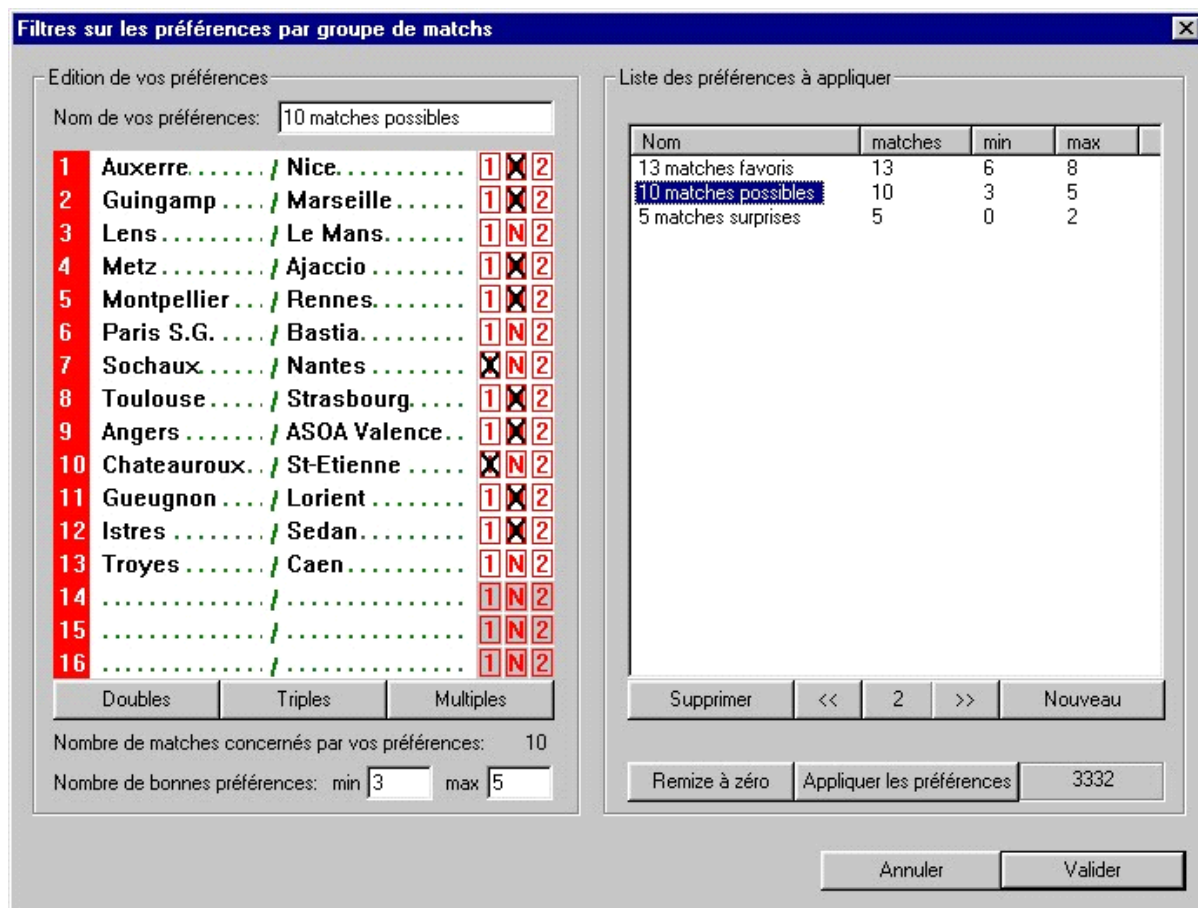 Filtres sur les préférences par groupe de matchs
Edition de vos préférences
Nom de vos préférences: 10 matches possibles
1 Auxerre....... / Nice.......... 1 N 2
2 Guingamp .... / Marseille ...... 1 N 2
3 Lens ......... / Le Mans....... 1 N 2
4 Metz ......... / Ajaccio ........ 1 N 2
5 Montpellier ... / Rennes........ 1 N 2
6 Paris S.G. .... / Bastia......... 1 N 2
7 Sochaux...... / Nantes ........ 1 N 2
8 Toulouse ..... / Strasbourg..... 1 N 2
9 Angers ....... / ASOA Valence.. 1 N 2
10 Chateauroux.. / St-Etienne ..... 1 N 2
11 Gueugnon .... / Lorient ........ 1 N 2
12 Istres ........ / Sedan......... 1 N 2
13 Troyes ....... / Caen.......... 1 N 2
14 ............. / ............... 1 N 2
15 ............. / ............... 1 N 2
16 ............. / ............... 1 N 2
Doubles Triples Multiples
Nombre de matches concernés par vos préférences: 10
Nombre de bonnes préférences: min 3 max 5
Liste des préférences à appliquer
Nom matches min max
13 matches favoris 13 6 8
10 matches possibles 10 3 5
5 matches surprises 5 0 2
Supprimer << 2 >> Nouveau
Remize à zéro Appliquer les préférences 3332
Annuler Valider